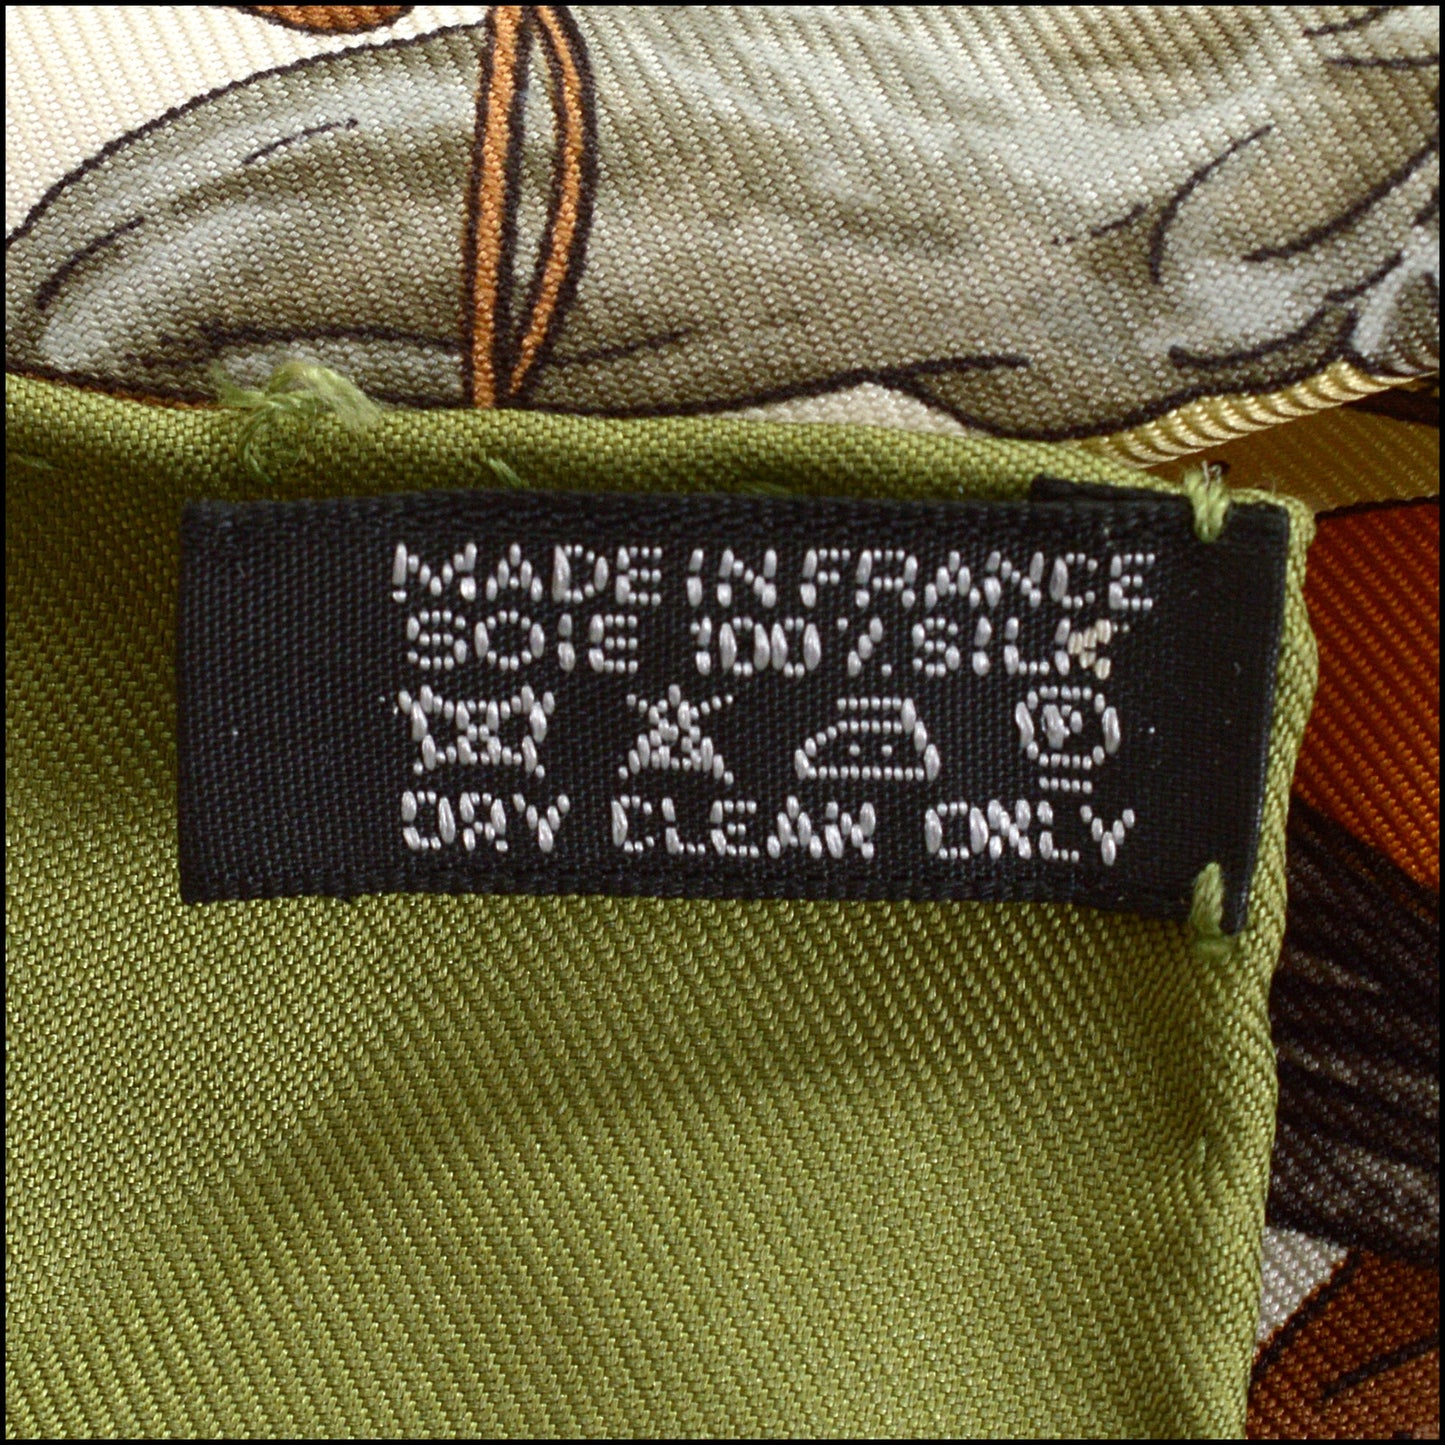 MADE IN FRANCE
SOIE 100% SILK
P
DRY CLEAN ONLY